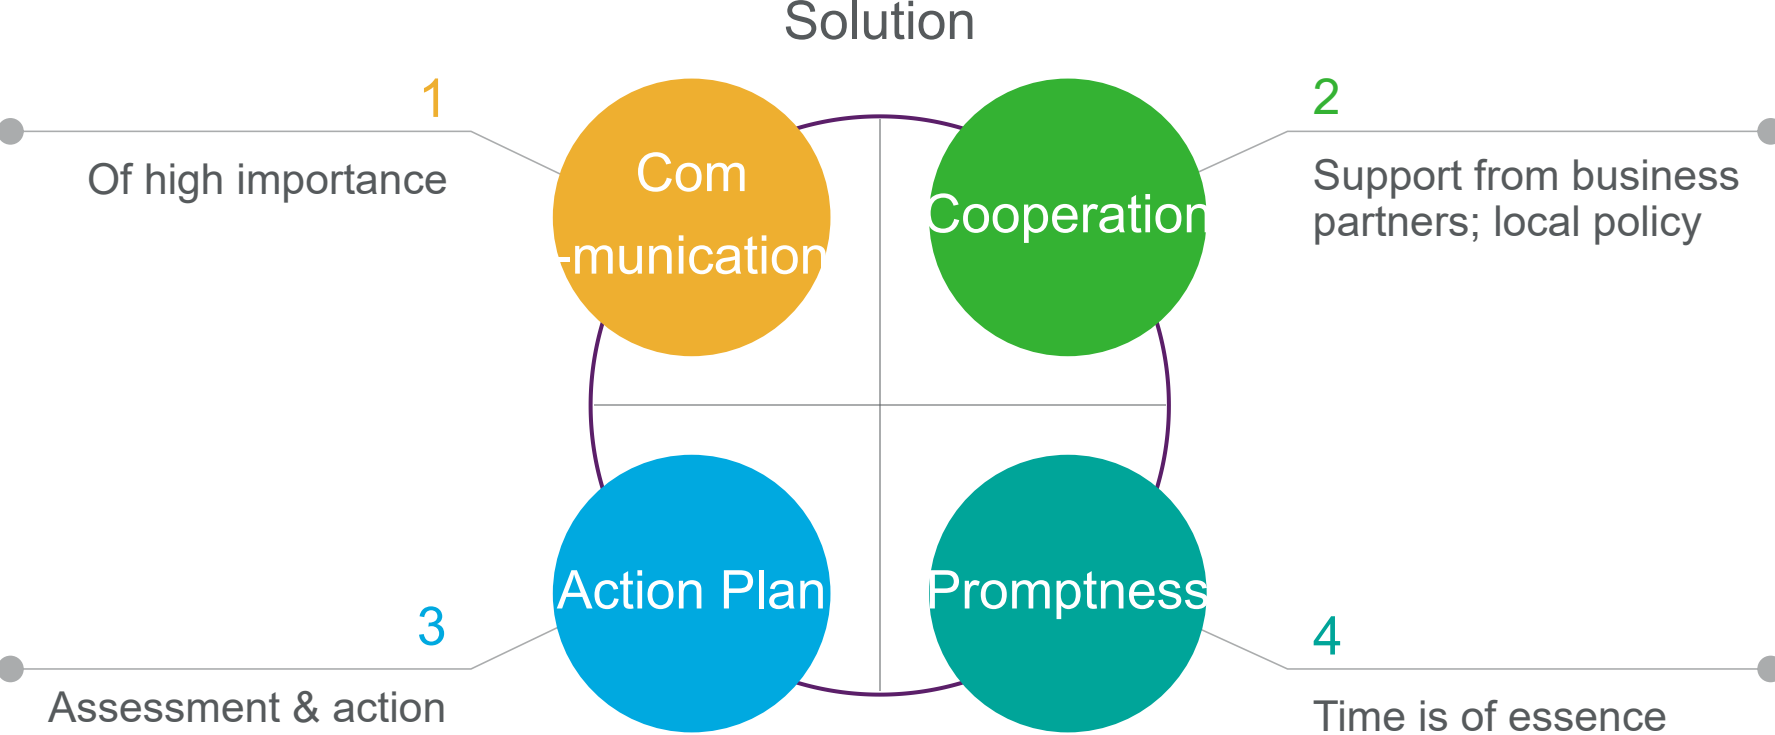 Solution
1
Of high importance
Com
-munication
2
Cooperation
Support from business
partners; local policy
3
Action Plan
Assessment & action
4
Promptness
Time is of essence